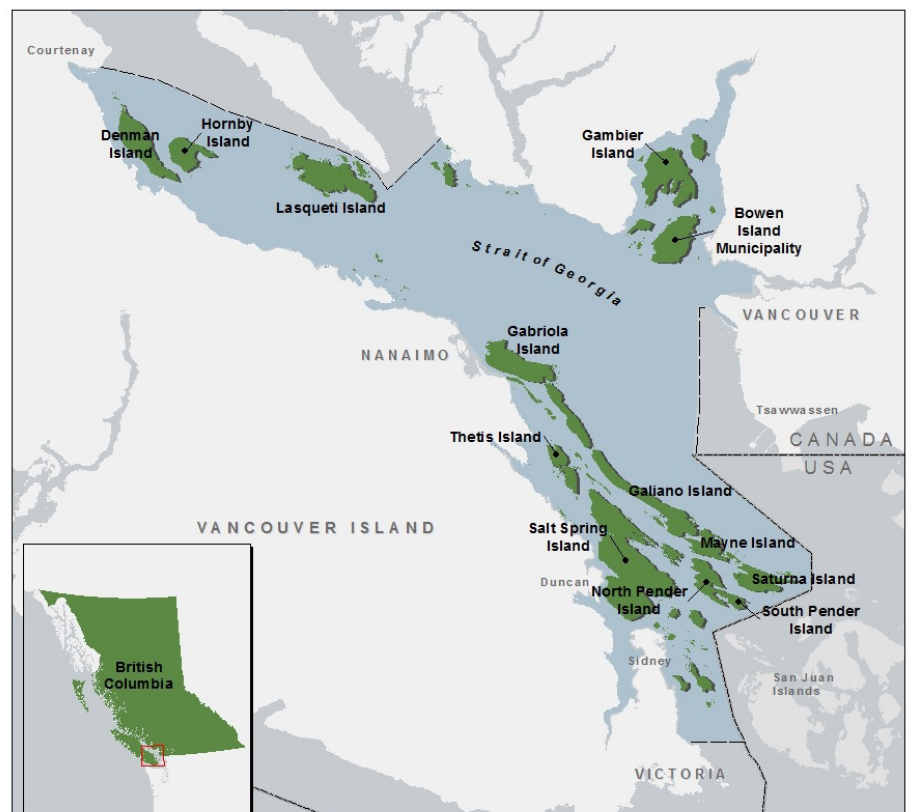 Courtenay
Denman
Island
Hornby
Island
Lasqueti Island
Gambier
Island
Bowen
Island
Municipality
Strait of Georgia
VANCOUVER
Gabriola
Island
NANAIMO
Tsawwassen
CANADA
USA
Thetis Island
Galiano Island
VANCOUVER ISLAND
Salt Spring
Island
Mayne Island
Duncan
North Pender
Island
Saturna Island
South Pender
Island
Sidney
San Juan
Islands
British
Columbia
VICTORIA